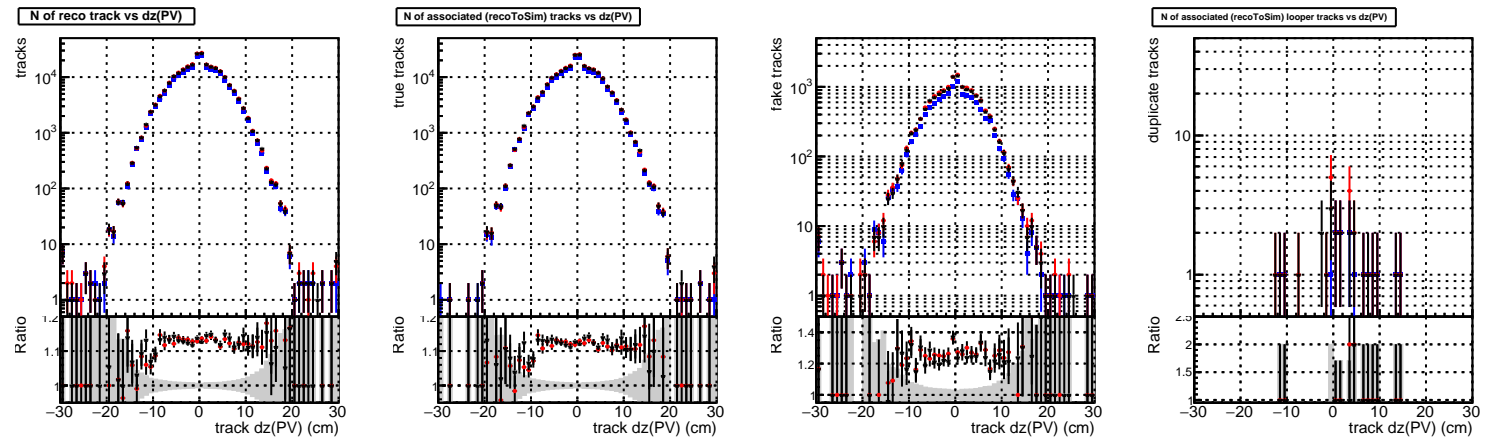 N of reco track vs dz(PV)
tracks
10⁴
10³
10²
10
1
Ratio
1.2
1.1
1
−30 −20 −10 0 10 20 30
track dz(PV) (cm)
N of associated (recoToSim) tracks vs dz(PV)
true tracks
10⁴
10³
10²
10
1
Ratio
1.2
1.1
1
−30 −20 −10 0 10 20 30
track dz(PV) (cm)
fake tracks
10³
10²
10
1
Ratio
1.4
1.2
1
−30 −20 −10 0 10 20 30
track dz(PV) (cm)
N of associated (recoToSim) looper tracks vs dz(PV)
duplicate tracks
10
1
Ratio
2.5
2
1.5
1
−30 −20 −10 0 10 20 30
track dz(PV) (cm)